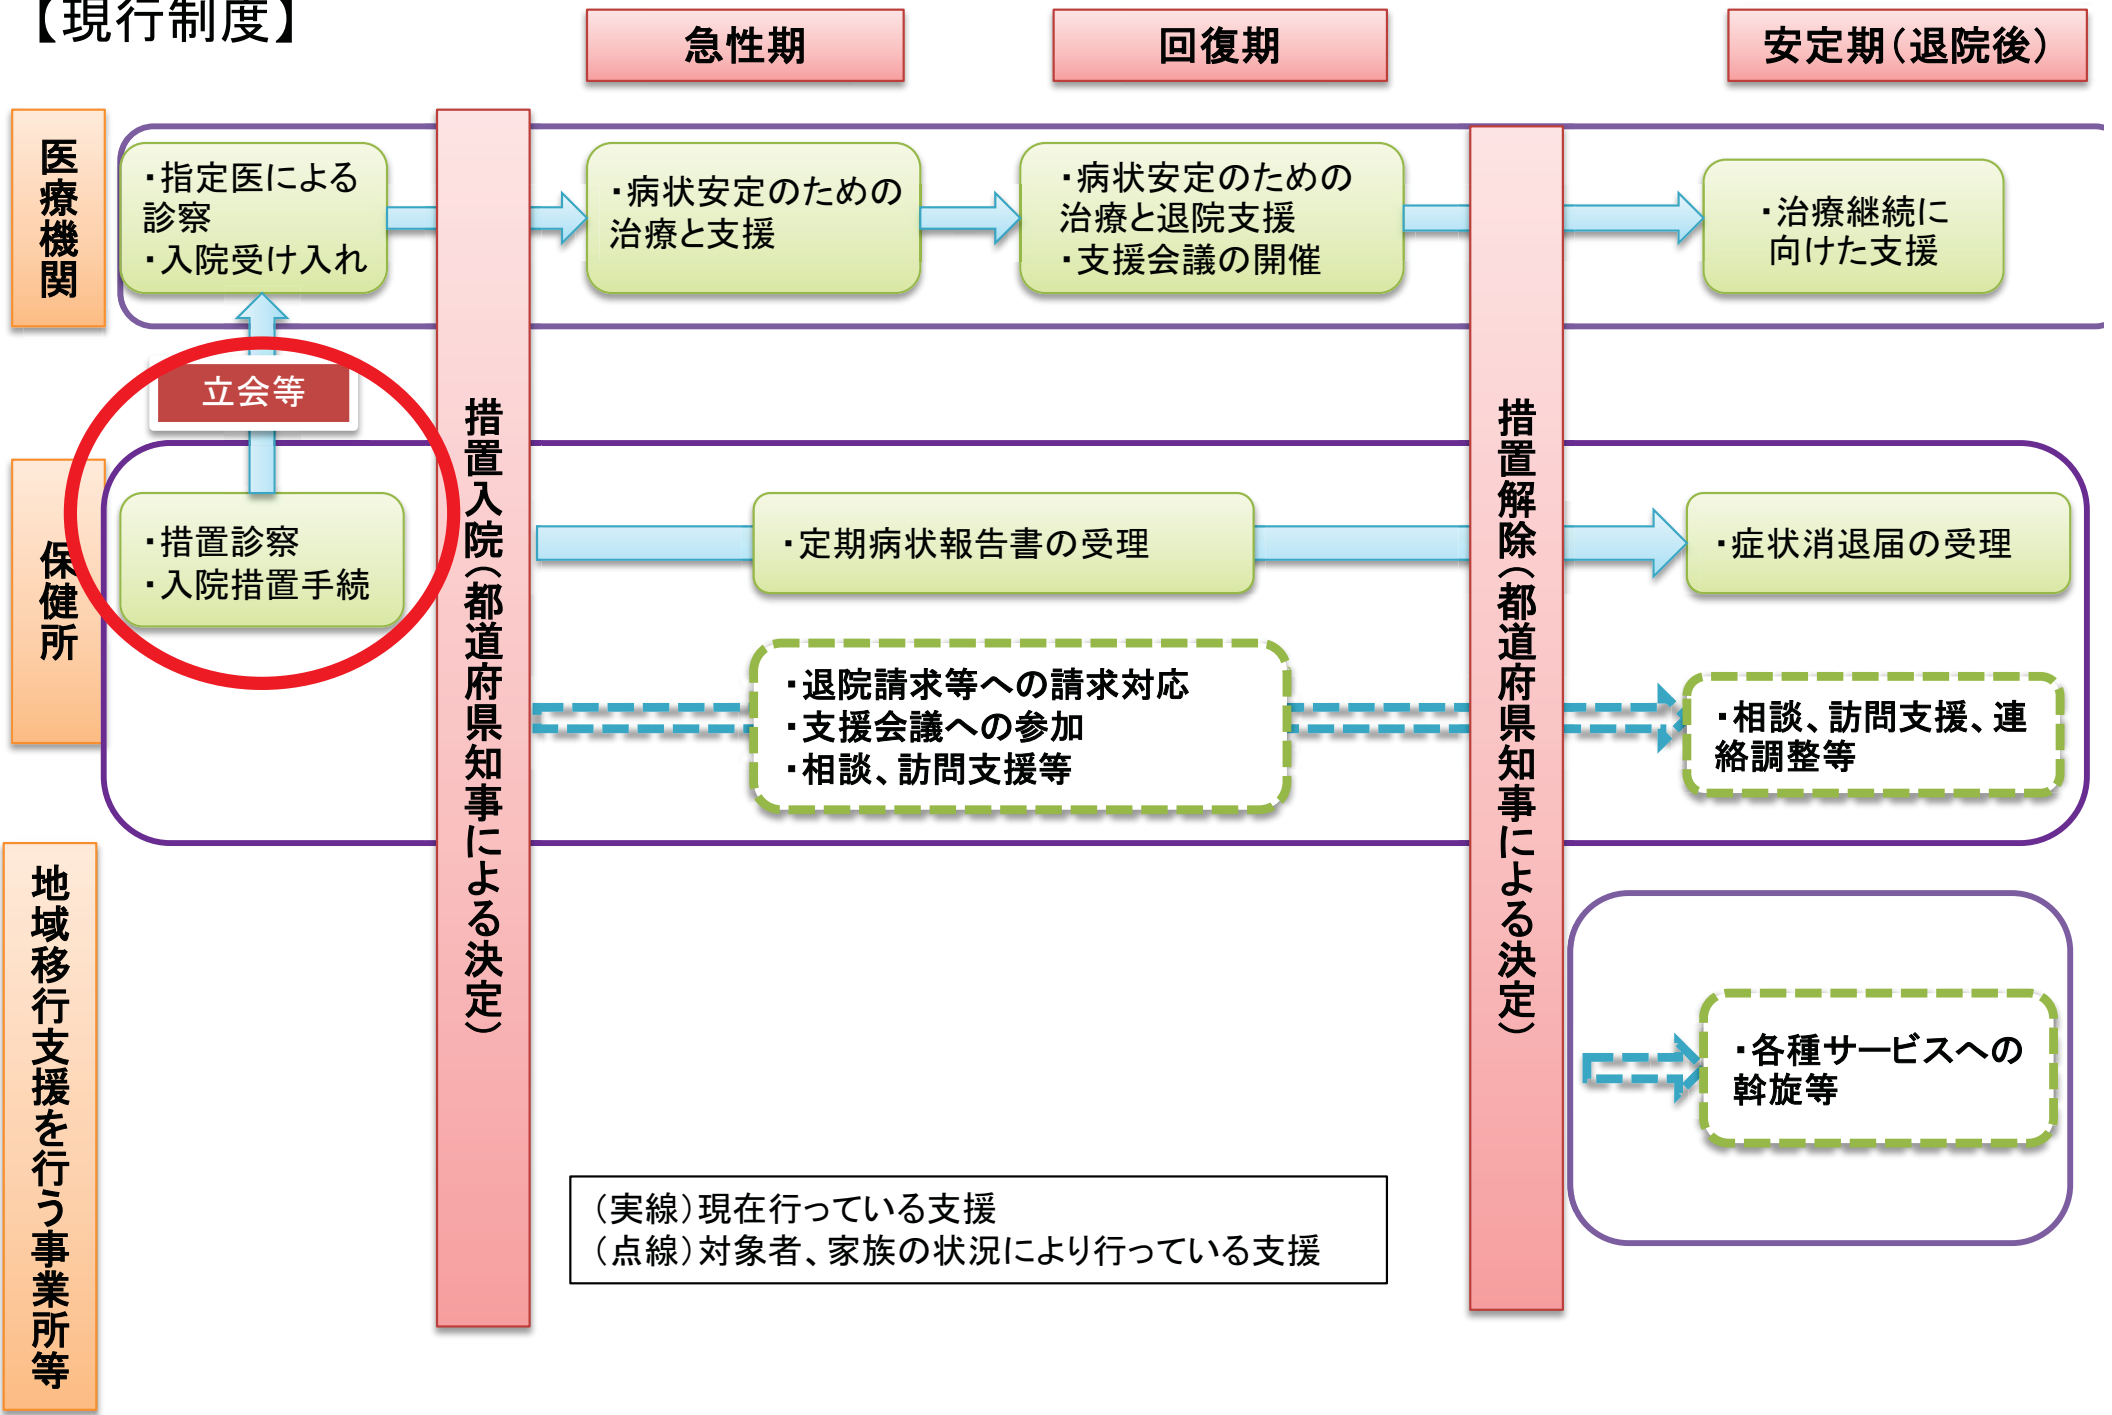 【現行制度】
急性期
回復期
安定期（退院後）
医療機関
・指定医による
診察
・入院受け入れ
・病状安定のための
治療と支援
・病状安定のための
治療と退院支援
・支援会議の開催
・治療継続に
向けた支援
立会等
措置入院（都道府県知事による決定）
措置解除（都道府県知事による決定）
保健所
・措置診察
・入院措置手続
・定期病状報告書の受理
・症状消退届の受理
・退院請求等への請求対応
・支援会議への参加
・相談、訪問支援等
・相談、訪問支援、連
絡調整等
地域移行支援を行う事業所等
・各種サービスへの
斡旋等
（実線）現在行っている支援
（点線）対象者、家族の状況により行っている支援